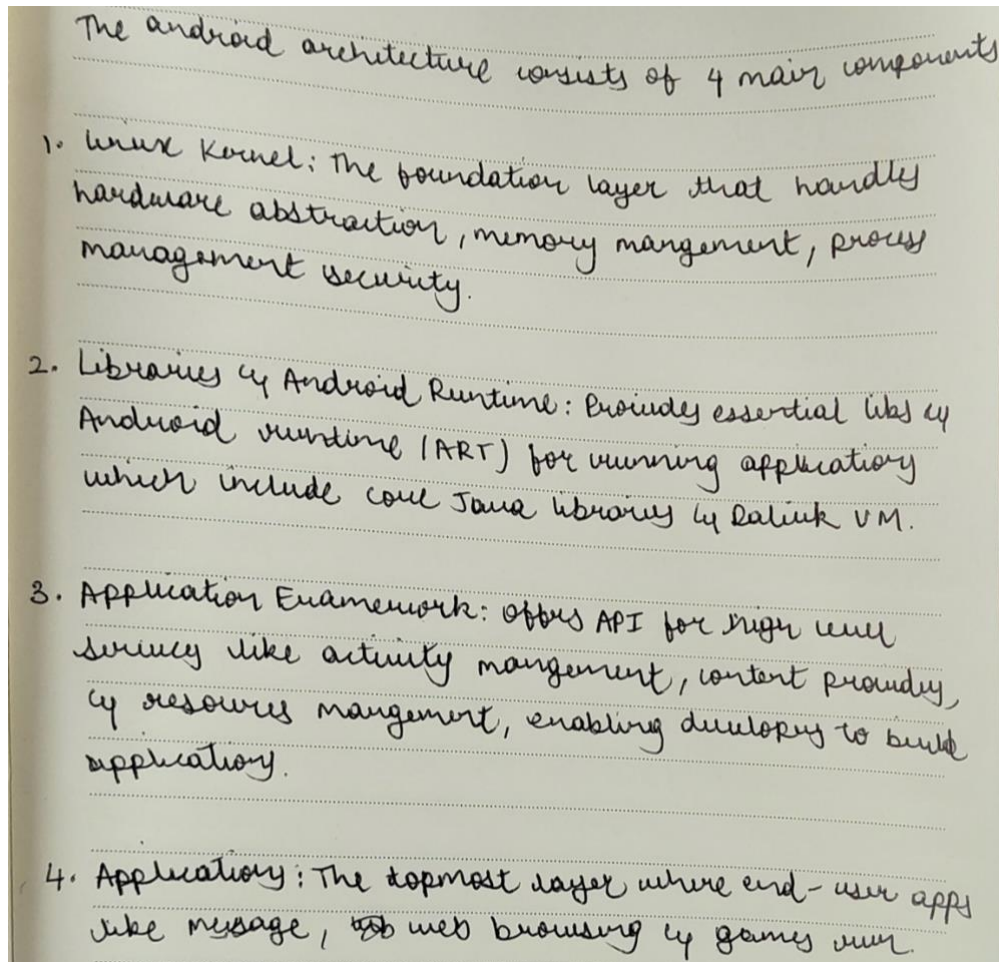 The android architecture consists of 4 main components
1. Linux Kernel: The foundation layer that handles
hardware abstraction, memory mangement, process
management security.
2. Libraries & Android Runtime: Provides essential libs &
Android runtime (ART) for running applications
which include core Java libraries & Dalvik VM.
3. Application Framework: Offers API for high level
services like activity mangement, content providers,
& resources mangement, enabling developers to build
applications.
4. Applications: The topmost layer where end-user apps
like message, web browsing & games run.